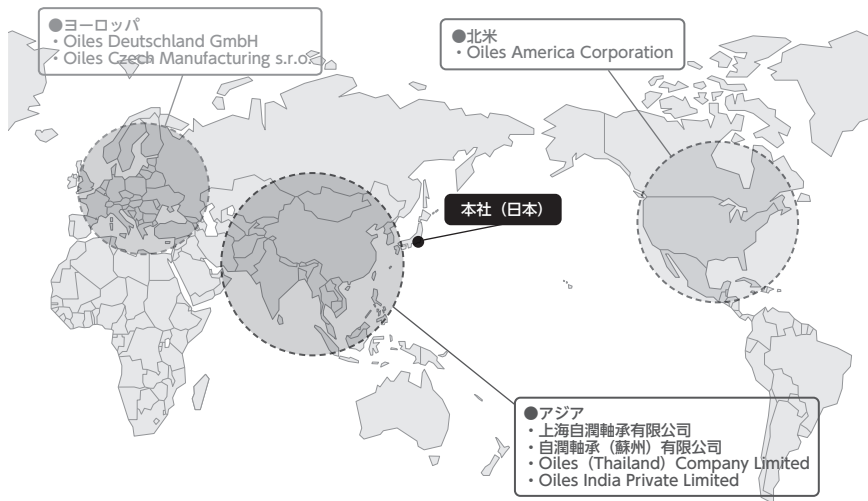 ●ヨーロッパ
・Oiles Deutschland GmbH
・Oiles Czech Manufacturing s.r.o.
●北米
・Oiles America Corporation
本社（日本）
●アジア
・上海自潤軸承有限公司
・自潤軸承（蘇州）有限公司
・Oiles（Thailand）Company Limited
・Oiles India Private Limited